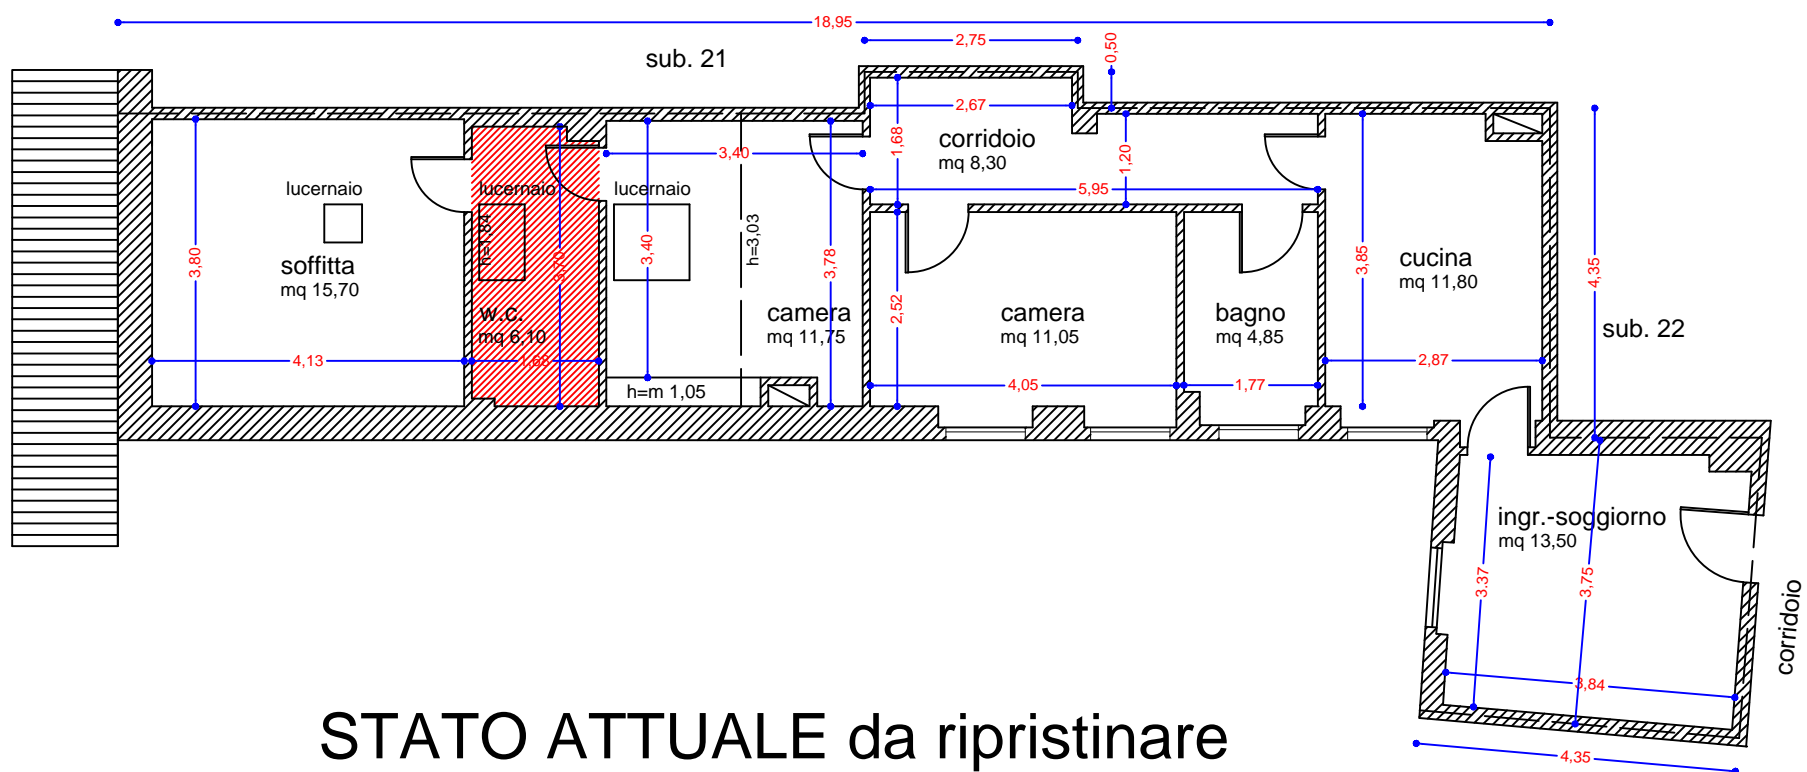 18,95
2,75
0,50
sub. 21
2,67
corridoio
mq 8,30
1,68
1,20
3,40
5,95
lucernaio
lucernaio
lucernaio
h=1,84
h=3,03
3,80
3,70
3,40
3,78
2,52
3,85
4,35
soffitta
mq 15,70
w.c.
mq 6,10
camera
mq 11,75
camera
mq 11,05
bagno
mq 4,85
cucina
mq 11,80
sub. 22
4,13
1,68
4,05
1,77
2,87
h=m 1,05
ingr.-soggiorno
mq 13,50
3.37
3,75
corridoio
3,84
4,35
STATO ATTUALE da ripristinare